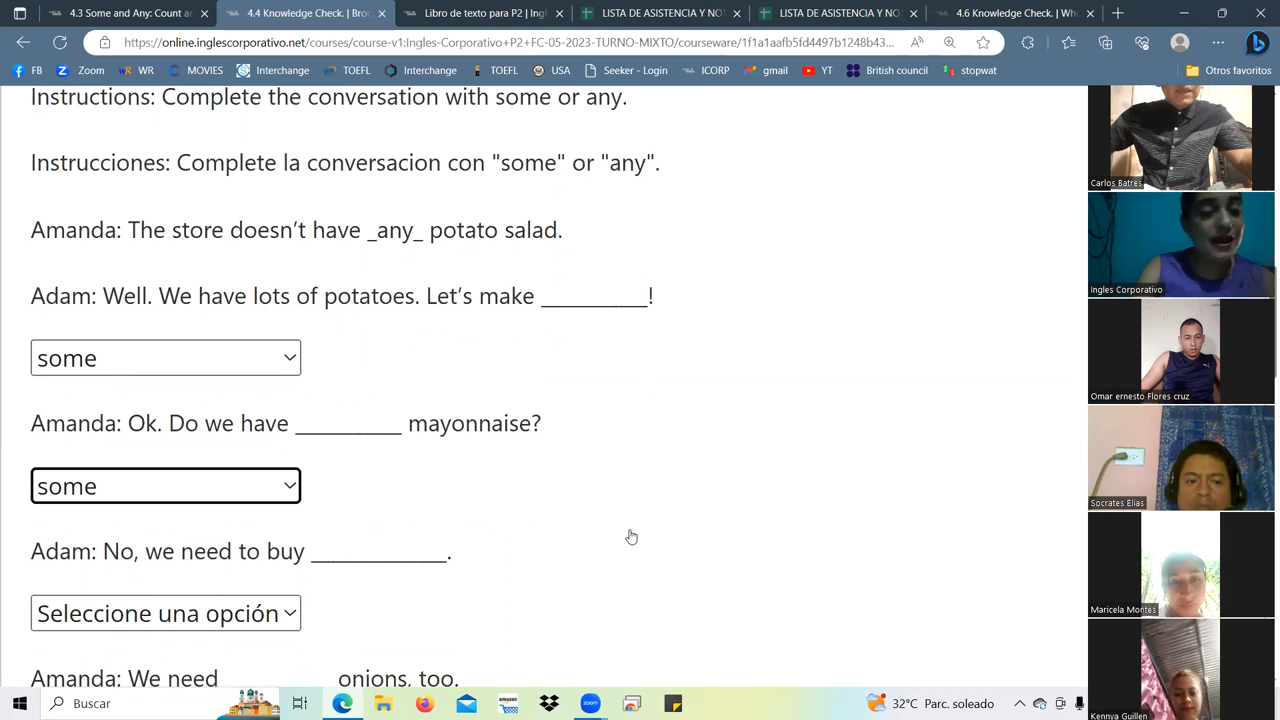 4.3 Some and Any: Count a
4.4 Knowledge Check. | Bro
Libro de texto para P2 | Ingl
LISTA DE ASISTENCIA Y NO
LISTA DE ASISTENCIA Y NO
4.6 Knowledge Check. | Wh
https://online.inglescorporativo.net/courses/course-v1:Ingles-Corporativo+P2+FC-05-2023-TURNO-MIXTO/courseware/1f1a1aafb5fd4497b1248b43...
FB
Zoom
WR
MOVIES
Interchange
TOEFL
Interchange
TOEFL
USA
Seeker - Login
ICORP
gmail
YT
British council
stopwat
Otros favoritos
Instructions: Complete the conversation with some or any.
Instrucciones: Complete la conversacion con "some" or "any".
Amanda: The store doesn’t have _any_ potato salad.
Adam: Well. We have lots of potatoes. Let’s make __________!
some
Amanda: Ok. Do we have __________ mayonnaise?
some
Adam: No, we need to buy _____________.
Seleccione una opción
Amanda: We need __________ onions, too.
Carlos Batres
Ingles Corporativo
Omar ernesto Flores cruz
Socrates Elias
Maricela Montes
Kennya Guillen
Buscar
amazon
zoom
32°C Parc. soleado